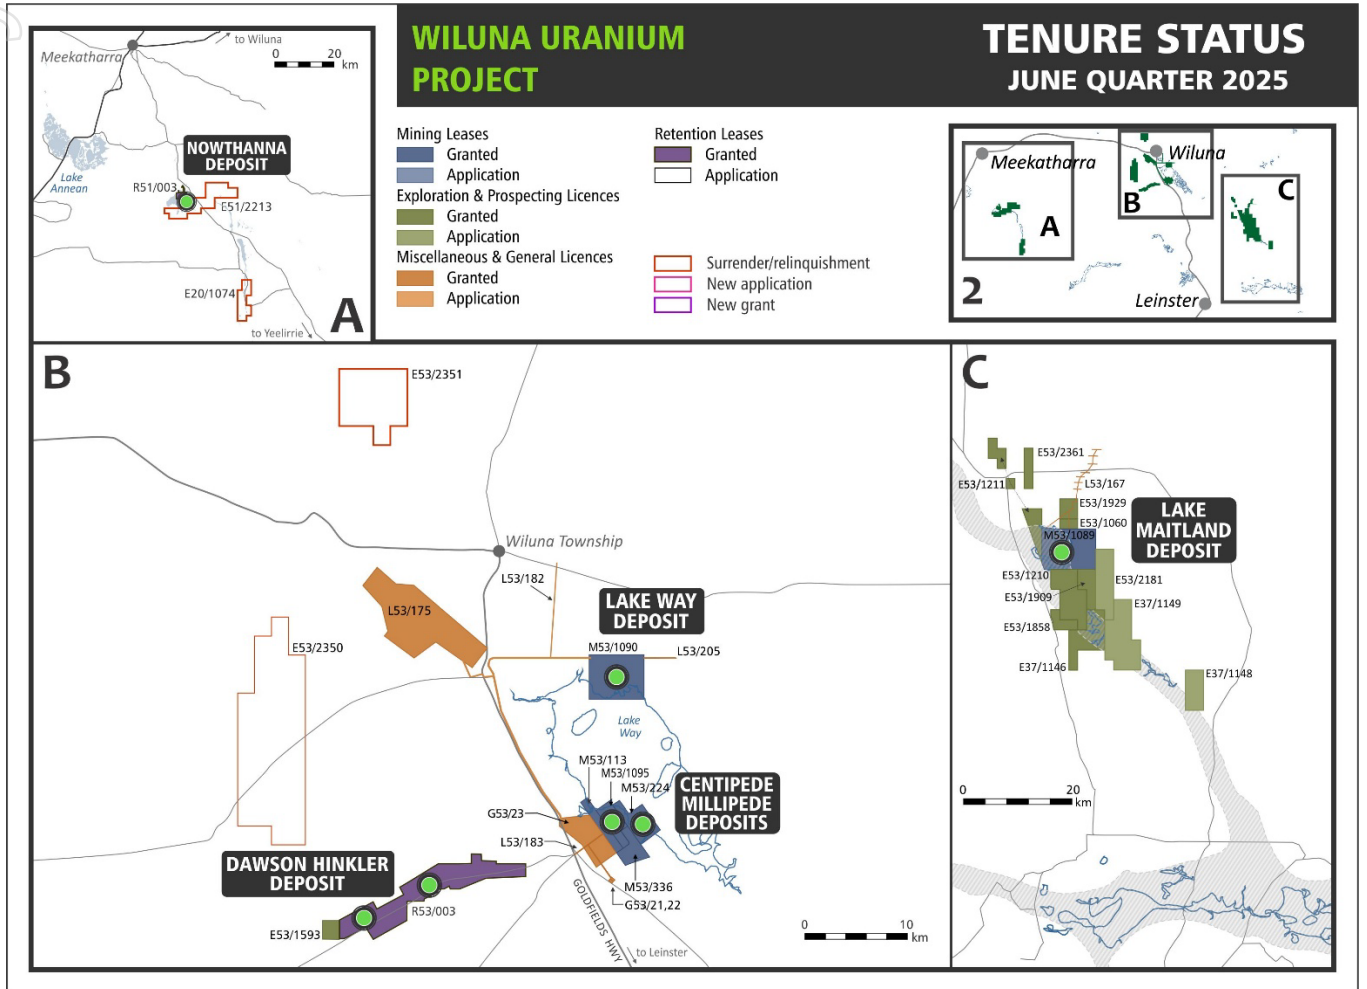 WILUNA URANIUM
PROJECT
TENURE STATUS
JUNE QUARTER 2025
Meekatharra
to Wiluna
0 20
km
NOWTHANNA
DEPOSIT
Lake
Annean
R51/003
E51/2213
E20/1074
to Yeelirrie
A
Mining Leases
Granted
Application
Exploration & Prospecting Licences
Granted
Application
Miscellaneous & General Licences
Granted
Application
Retention Leases
Granted
Application
Surrender/relinquishment
New application
New grant
Meekatharra
Wiluna
A
B
C
2
Leinster
B
E53/2351
Wiluna Township
L53/182
L53/175
LAKE WAY
DEPOSIT
M53/1090
L53/205
E53/2350
Lake
Way
M53/113
M53/1095
M53/224
CENTIPEDE
MILLIPEDE
DEPOSITS
G53/23
L53/183
DAWSON HINKLER
DEPOSIT
M53/336
G53/21,22
R53/003
E53/1593
GOLDFIELDS HWY
to Leinster
0 10
km
C
E53/2361
E53/1211
L53/167
E53/1929
E53/1060
M53/1089
LAKE
MAITLAND
DEPOSIT
E53/1210
E53/2181
E53/1909
E37/1149
E53/1858
E37/1146
E37/1148
0 20
km